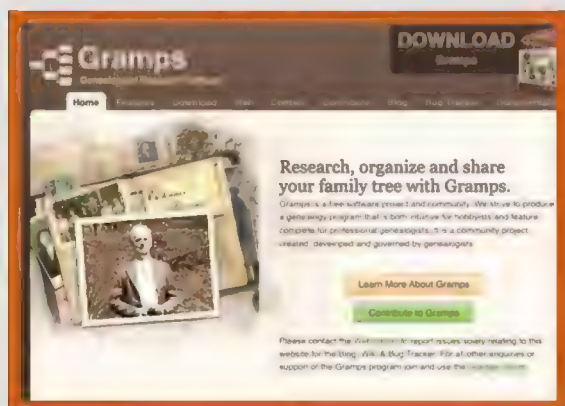 Gramps
DOWNLOAD
Gramps
Home Features Download Wiki Contact Contribute Blog Bug Tracker
Research, organize and share
your family tree with Gramps.
Gramps is a free software project and community. We strive to produce
a genealogy program that is both intuitive for hobbyists and feature
complete for professional genealogists. It is a community project,
created, developed and governed by genealogists.
Learn More About Gramps
Contribute to Gramps
Please contact the to report issues solely relating to this
website for the Blog, Wiki & Bug Tracker. For all other enquiries or
support of the Gramps program join and use the